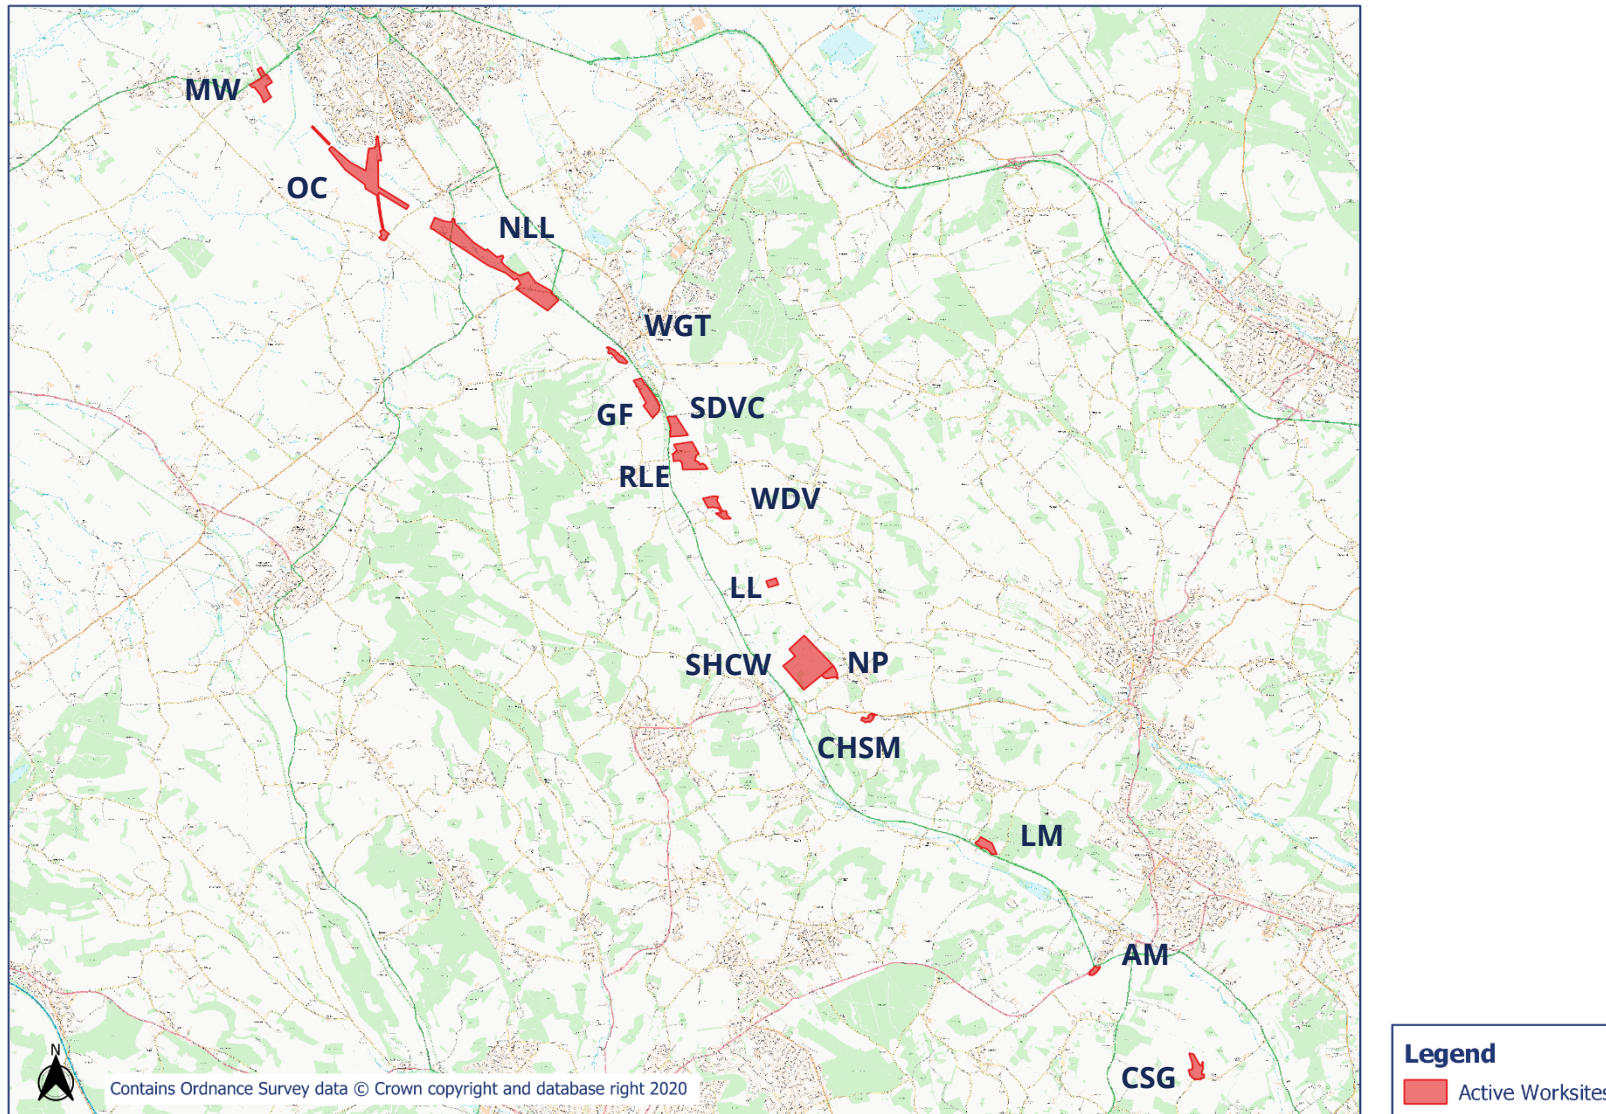 MW
OC
NLL
WGT
GF
SDVC
RLE
WDV
LL
SHCW
NP
CHSM
LM
AM
CSG
N
Contains Ordnance Survey data © Crown copyright and database right 2020
Legend
Active Worksites